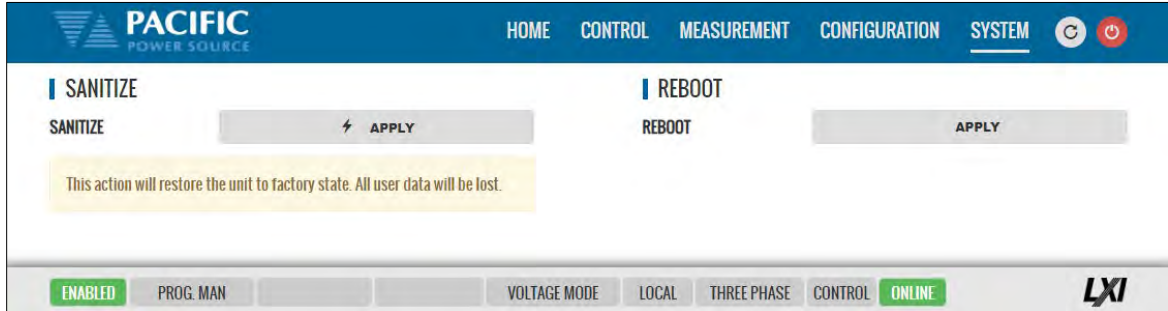 PACIFIC
POWER SOURCE
HOME CONTROL MEASUREMENT CONFIGURATION SYSTEM
SANITIZE
SANITIZE APPLY
This action will restore the unit to factory state. All user data will be lost.
REBOOT
REBOOT APPLY
ENABLED PROG. MAN VOLTAGE MODE LOCAL THREE PHASE CONTROL ONLINE LXI